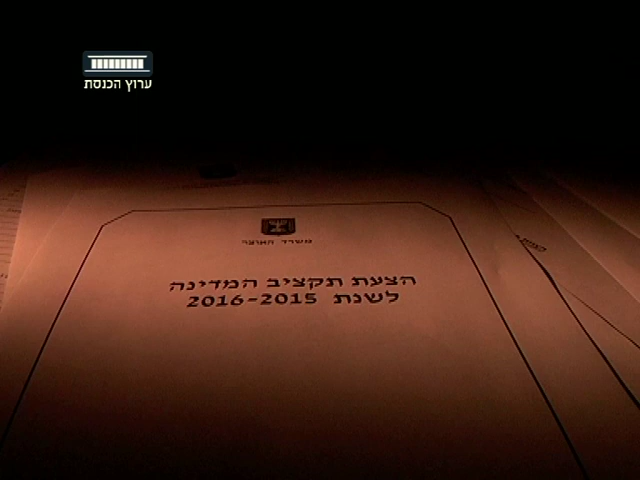 ערוץ הכנסת
משרד האוצר
הצעת תקציב המדינה
לשנת 2016-2015